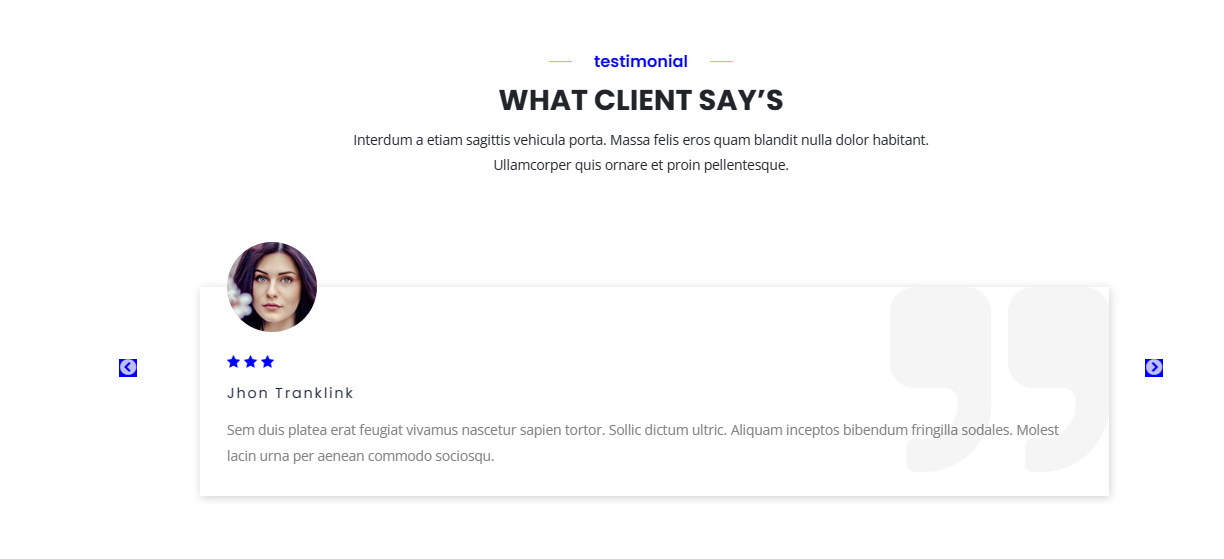 testimonial
WHAT CLIENT SAY’S
Interdum a etiam sagittis vehicula porta. Massa felis eros quam blandit nulla dolor habitant.
Ullamcorper quis ornare et proin pellentesque.
Jhon Tranklink
Sem duis platea erat feugiat vivamus nascetur sapien tortor. Sollic dictum ultric. Aliquam inceptos bibendum fringilla sodales. Molest
lacin urna per aenean commodo sociosqu.